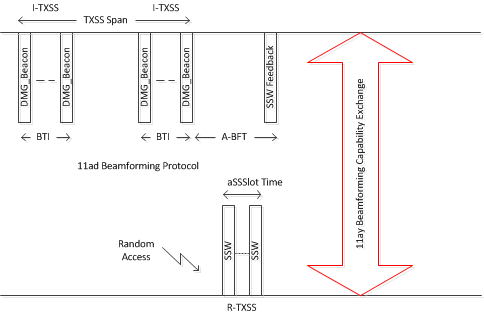 I-TXSS
I-TXSS
TXSS Span
DMG_Beacon
DMG_Beacon
DMG_Beacon
DMG_Beacon
SSW Feedback
BTI
BTI
A-BFT
11ad Beamforming Protocol
aSSSlot Time
11ay Beamforming Capability Exchange
Random
Access
SSW
SSW
R-TXSS